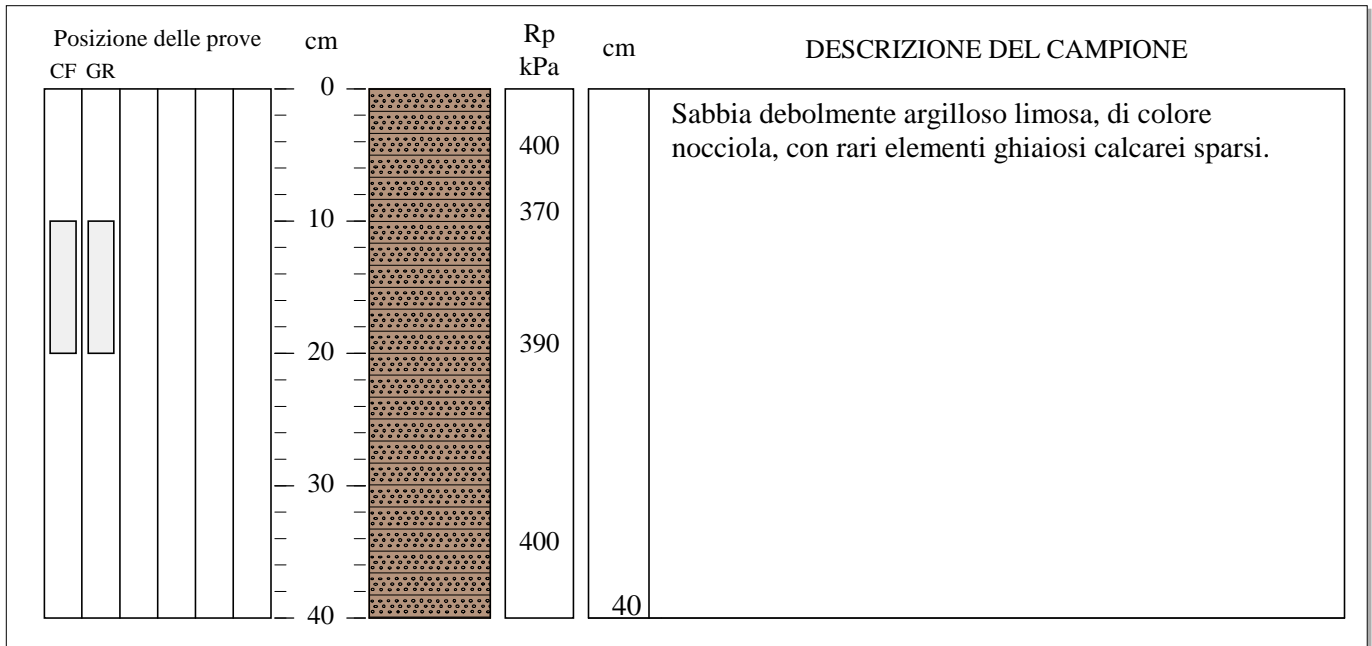 Posizione delle prove
CF GR
cm
Rp
kPa
cm
DESCRIZIONE DEL CAMPIONE
0
10
20
30
40
400
370
390
400
40
Sabbia debolmente argilloso limosa, di colore
nocciola, con rari elementi ghiaiosi calcarei sparsi.